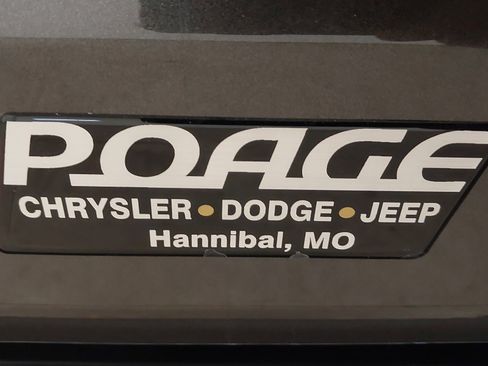 POAGE
CHRYSLER • DODGE • JEEP
Hannibal, MO